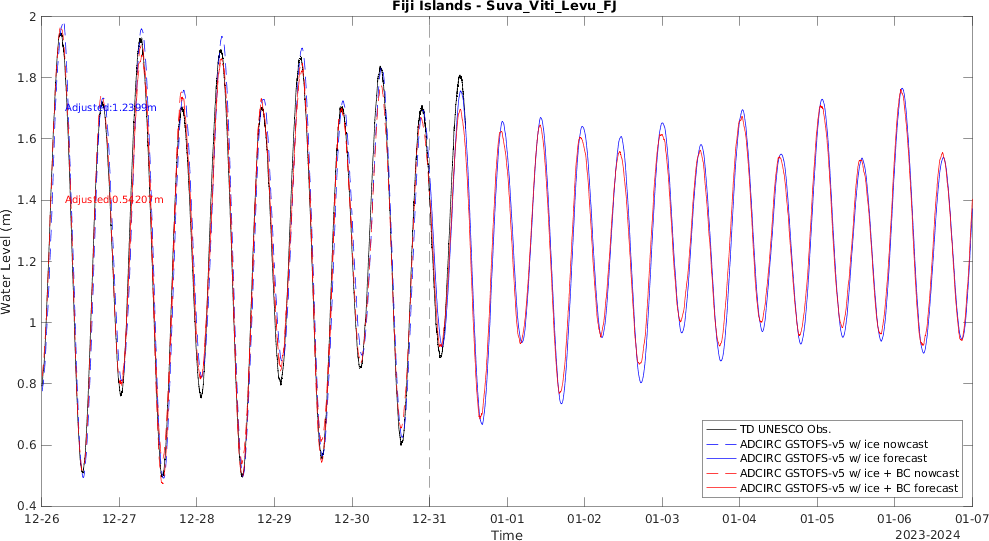 Fiji Islands - Suva_Viti_Levu_FJ
2
1.8
1.6
1.4
1.2
1
0.8
0.6
0.4
Water Level (m)
Adjusted:1.2399m
Adjusted:0.54207m
TD UNESCO Obs.
ADCIRC GSTOFS-v5 w/ ice nowcast
ADCIRC GSTOFS-v5 w/ ice forecast
ADCIRC GSTOFS-v5 w/ ice + BC nowcast
ADCIRC GSTOFS-v5 w/ ice + BC forecast
12-26 12-27 12-28 12-29 12-30 12-31 01-01 01-02 01-03 01-04 01-05 01-06 01-07
Time
2023-2024